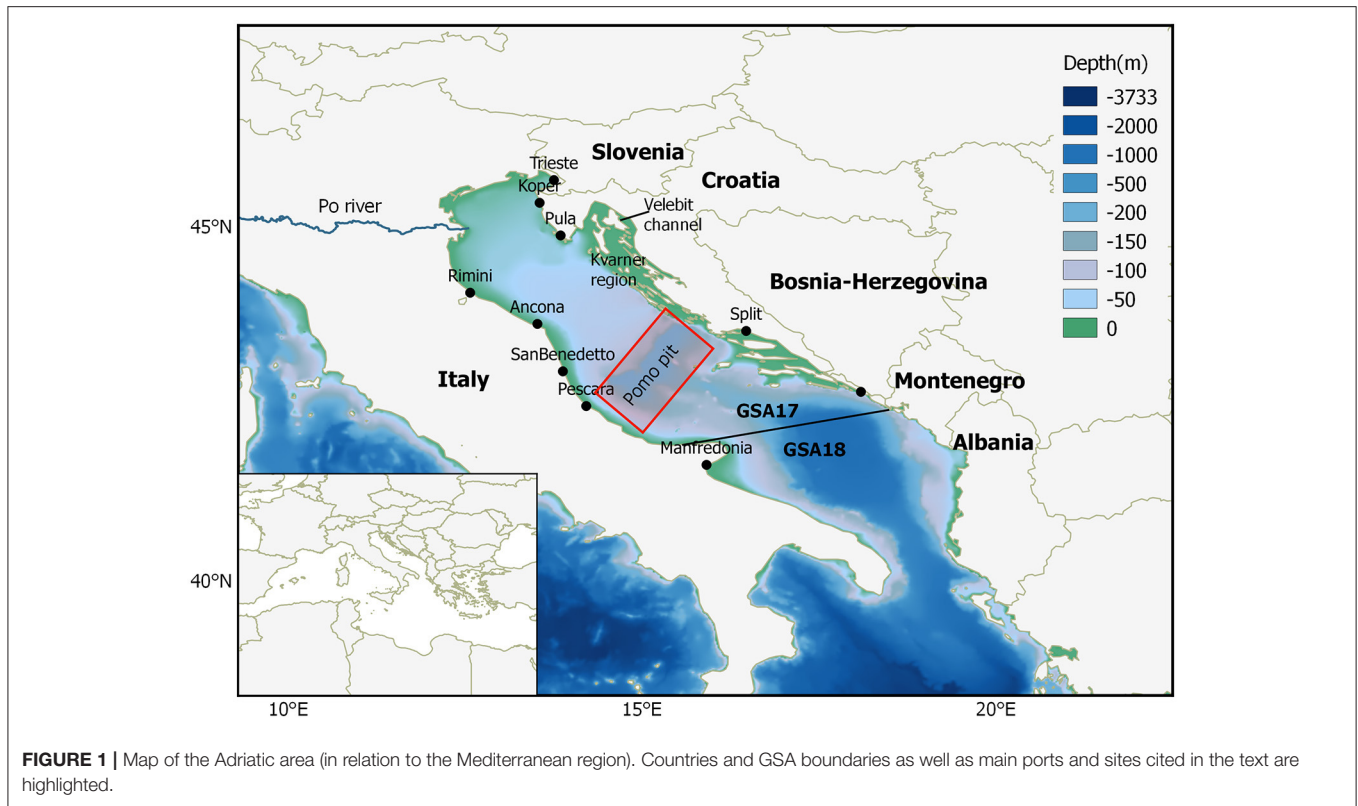 Depth(m)
-3733
-2000
-1000
-500
-200
-150
-100
-50
0
Slovenia
Trieste
Croatia
Koper
Velebit
channel
Po river
Pula
45°N
Kvarner
region
Rimini
Bosnia-Herzegovina
Ancona
Split
SanBenedetto
Italy
Pomo pit
Pescara
Montenegro
GSA17
Albania
Manfredonia
GSA18
40°N
10°E
15°E
20°E
FIGURE 1 | Map of the Adriatic area (in relation to the Mediterranean region). Countries and GSA boundaries as well as main ports and sites cited in the text are
highlighted.